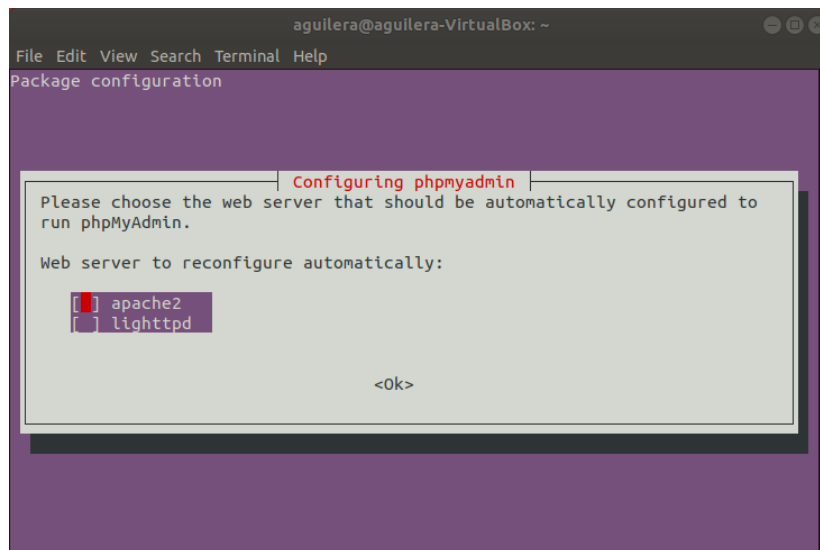 aguilera@aguilera-VirtualBox: ~
File Edit View Search Terminal Help
Package configuration
Configuring phpmyadmin
Please choose the web server that should be automatically configured to
run phpMyAdmin.
Web server to reconfigure automatically:
[ ] apache2
[ ] lighttpd
<Ok>